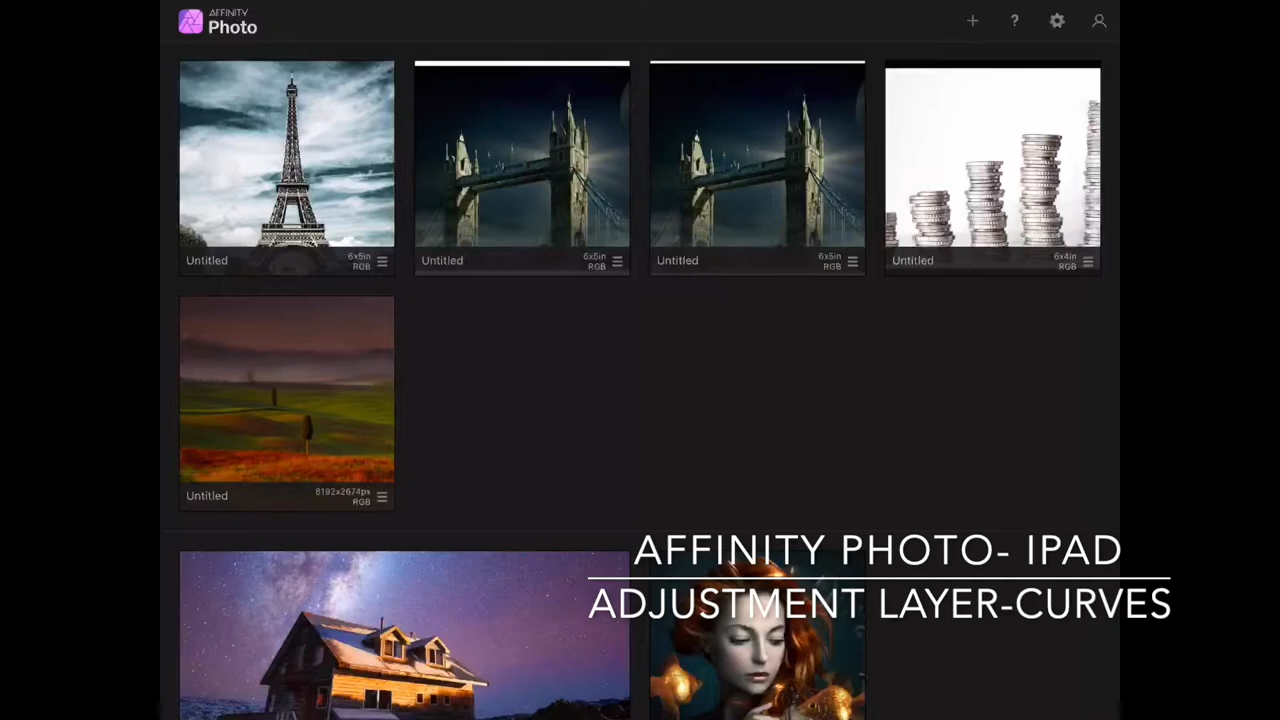 AFFINITY
Photo
+ ?
Untitled 6x5in
RGB
Untitled 6x5in
RGB
Untitled 6x5in
RGB
Untitled 6x4in
RGB
Untitled 8192x2674px
RGB
AFFINITY PHOTO- IPAD
ADJUSTMENT LAYER-CURVES